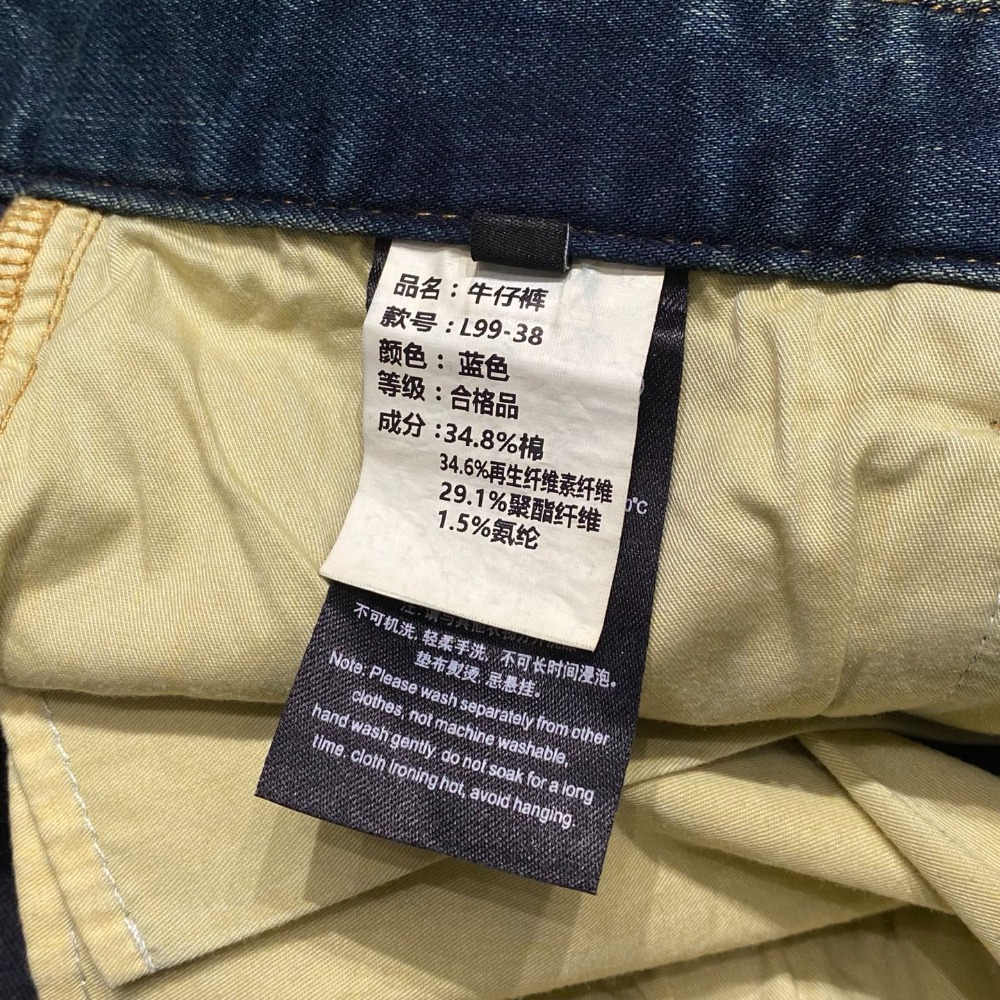 品名：牛仔裤
款号：L99-38
颜色：蓝色
等级：合格品
成分：34.8%棉
34.6%再生纤维素纤维
29.1%聚酯纤维
1.5%氨纶
0℃
不可机洗，轻柔手洗，不可长时间浸泡。
垫布熨烫，忌悬挂。
Note: Please wash separately from other
clothes, not machine washable,
hand wash gently. do not soak for a long
time. cloth Ironing hot, avoid hanging.